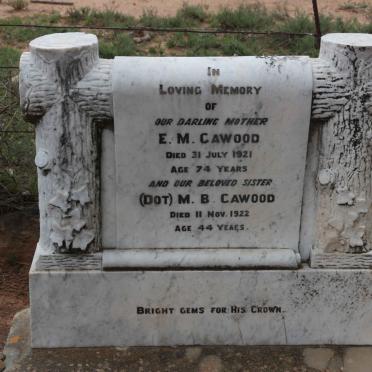 In
Loving Memory
of
our darling mother
E. M. Cawood
Died 31 July 1921
Age 74 Years
and our beloved sister
(Dot) M. B. Cawood
Died 11 Nov. 1922
Age 44 Years.
Bright gems for His Crown.